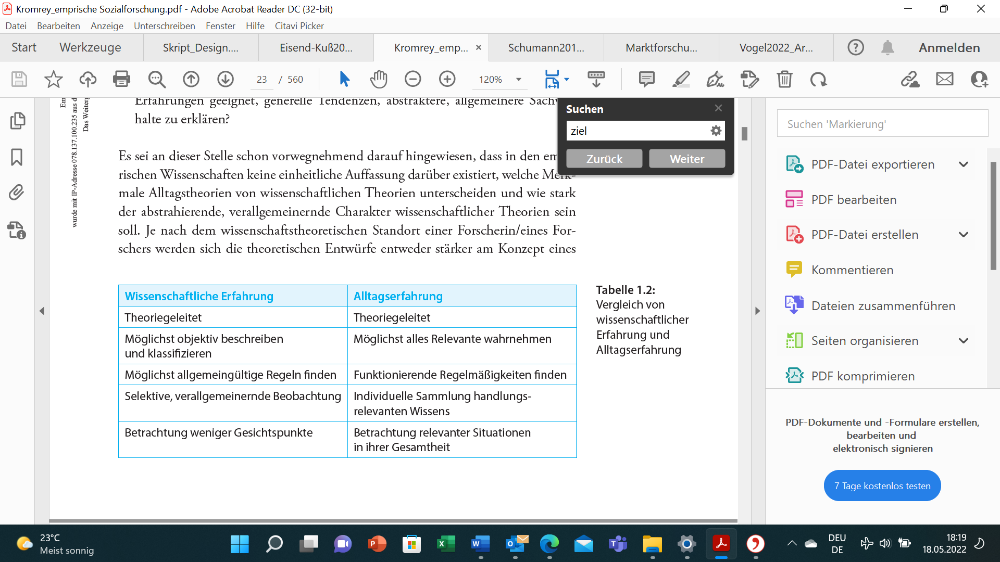 Kromrey_emprische Sozialforschung.pdf - Adobe Acrobat Reader DC (32-bit)
Datei Bearbeiten Anzeige Unterschreiben Fenster Hilfe Citavi Picker
Start Werkzeuge Skript_Design.... Eisend-Kuß20... Kromrey_emp... Schumann201... Marktforschu... Vogel2022_Ar... Anmelden
23 / 560 120%
Em
wurde mit IP-Adresse 078.137.100.235 aus d
Das Weiterg
Erfahrungen geeignet, generelle Tendenzen, abstraktere, allgemeinere Sachv
halte zu erklären?
Es sei an dieser Stelle schon vorwegnehmend darauf hingewiesen, dass in den em
rischen Wissenschaften keine einheitliche Auffassung darüber existiert, welche Merk-
male Alltagstheorien von wissenschaftlichen Theorien unterscheiden und wie stark
der abstrahierende, verallgemeinernde Charakter wissenschaftlicher Theorien sein
soll. Je nach dem wissenschaftstheoretischen Standort einer Forscherin/eines For-
schers werden sich die theoretischen Entwürfe entweder stärker am Konzept eines
Wissenschaftliche Erfahrung Alltagserfahrung
Theoriegeleitet Theoriegeleitet
Möglichst objektiv beschreiben
und klassifizieren
Möglichst alles Relevante wahrnehmen
Möglichst allgemeingültige Regeln finden Funktionierende Regelmäßigkeiten finden
Selektive, verallgemeinernde Beobachtung
Individuelle Sammlung handlungs-
relevanten Wissens
Betrachtung weniger Gesichtspunkte
Betrachtung relevanter Situationen
in ihrer Gesamtheit
Tabelle 1.2:
Vergleich von
wissenschaftlicher
Erfahrung und
Alltagserfahrung
Suchen
ziel
Zurück Weiter
Suchen 'Markierung'
PDF-Datei exportieren
PDF bearbeiten
PDF-Datei erstellen
Kommentieren
Dateien zusammenführen
Seiten organisieren
PDF komprimieren
PDF-Dokumente und -Formulare erstellen,
bearbeiten und
elektronisch signieren
7 Tage kostenlos testen
23°C
Meist sonnig
DEU
DE
18:19
18.05.2022